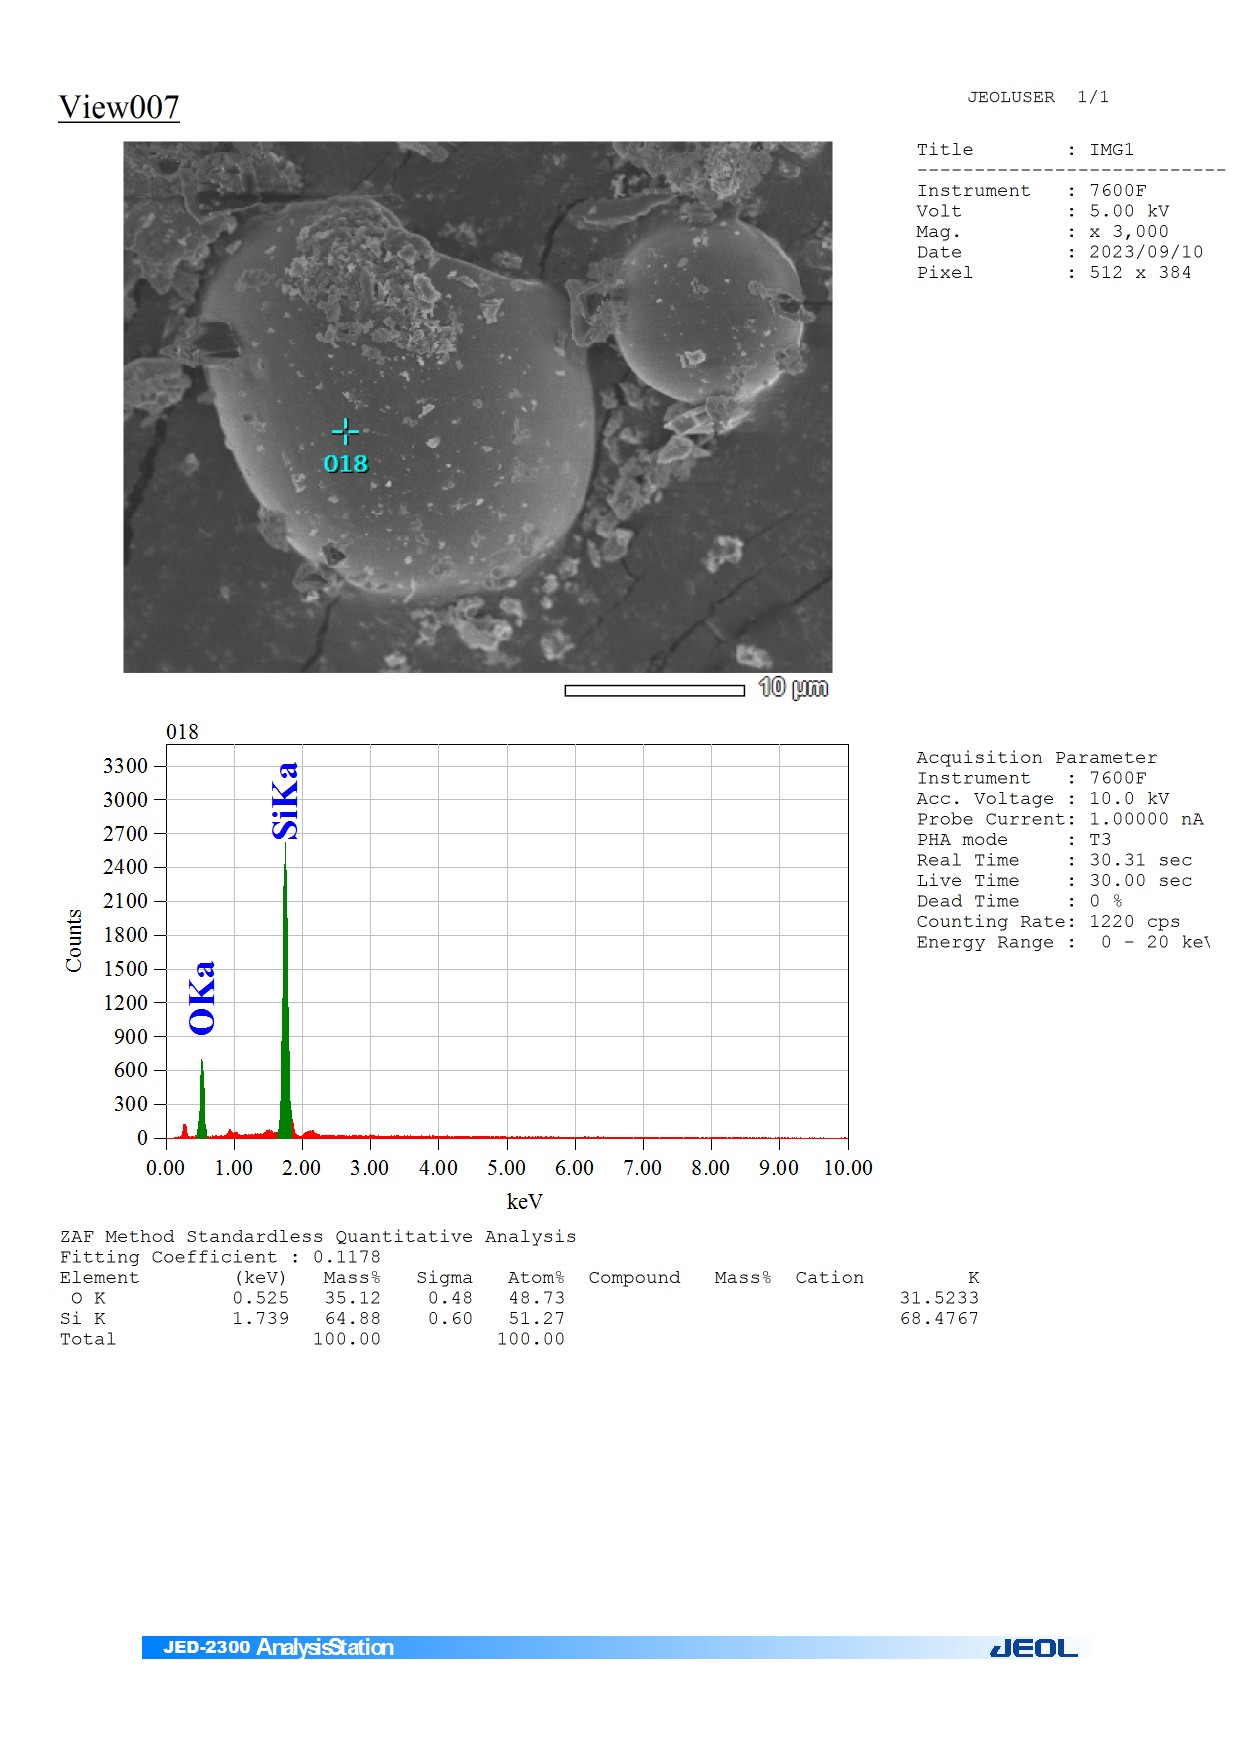 View007
JEOLUSER 1/1
Title : IMG1
---------------------------
Instrument : 7600F
Volt : 5.00 kV
Mag. : x 3,000
Date : 2023/09/10
Pixel : 512 x 384
018
10 µm
018
3300
3000
2700
2400
2100
1800
1500
1200
900
600
300
0
Counts
OKa
SiKa
0.00 1.00 2.00 3.00 4.00 5.00 6.00 7.00 8.00 9.00 10.00
keV
Acquisition Parameter
Instrument : 7600F
Acc. Voltage : 10.0 kV
Probe Current: 1.00000 nA
PHA mode : T3
Real Time : 30.31 sec
Live Time : 30.00 sec
Dead Time : 0 %
Counting Rate: 1220 cps
Energy Range : 0 - 20 keV
ZAF Method Standardless Quantitative Analysis
Fitting Coefficient : 0.1178
Element (keV) Mass% Sigma Atom% Compound Mass% Cation K
O K 0.525 35.12 0.48 48.73 31.5233
Si K 1.739 64.88 0.60 51.27 68.4767
Total 100.00 100.00
JED-2300 AnalysisStation
JEOL